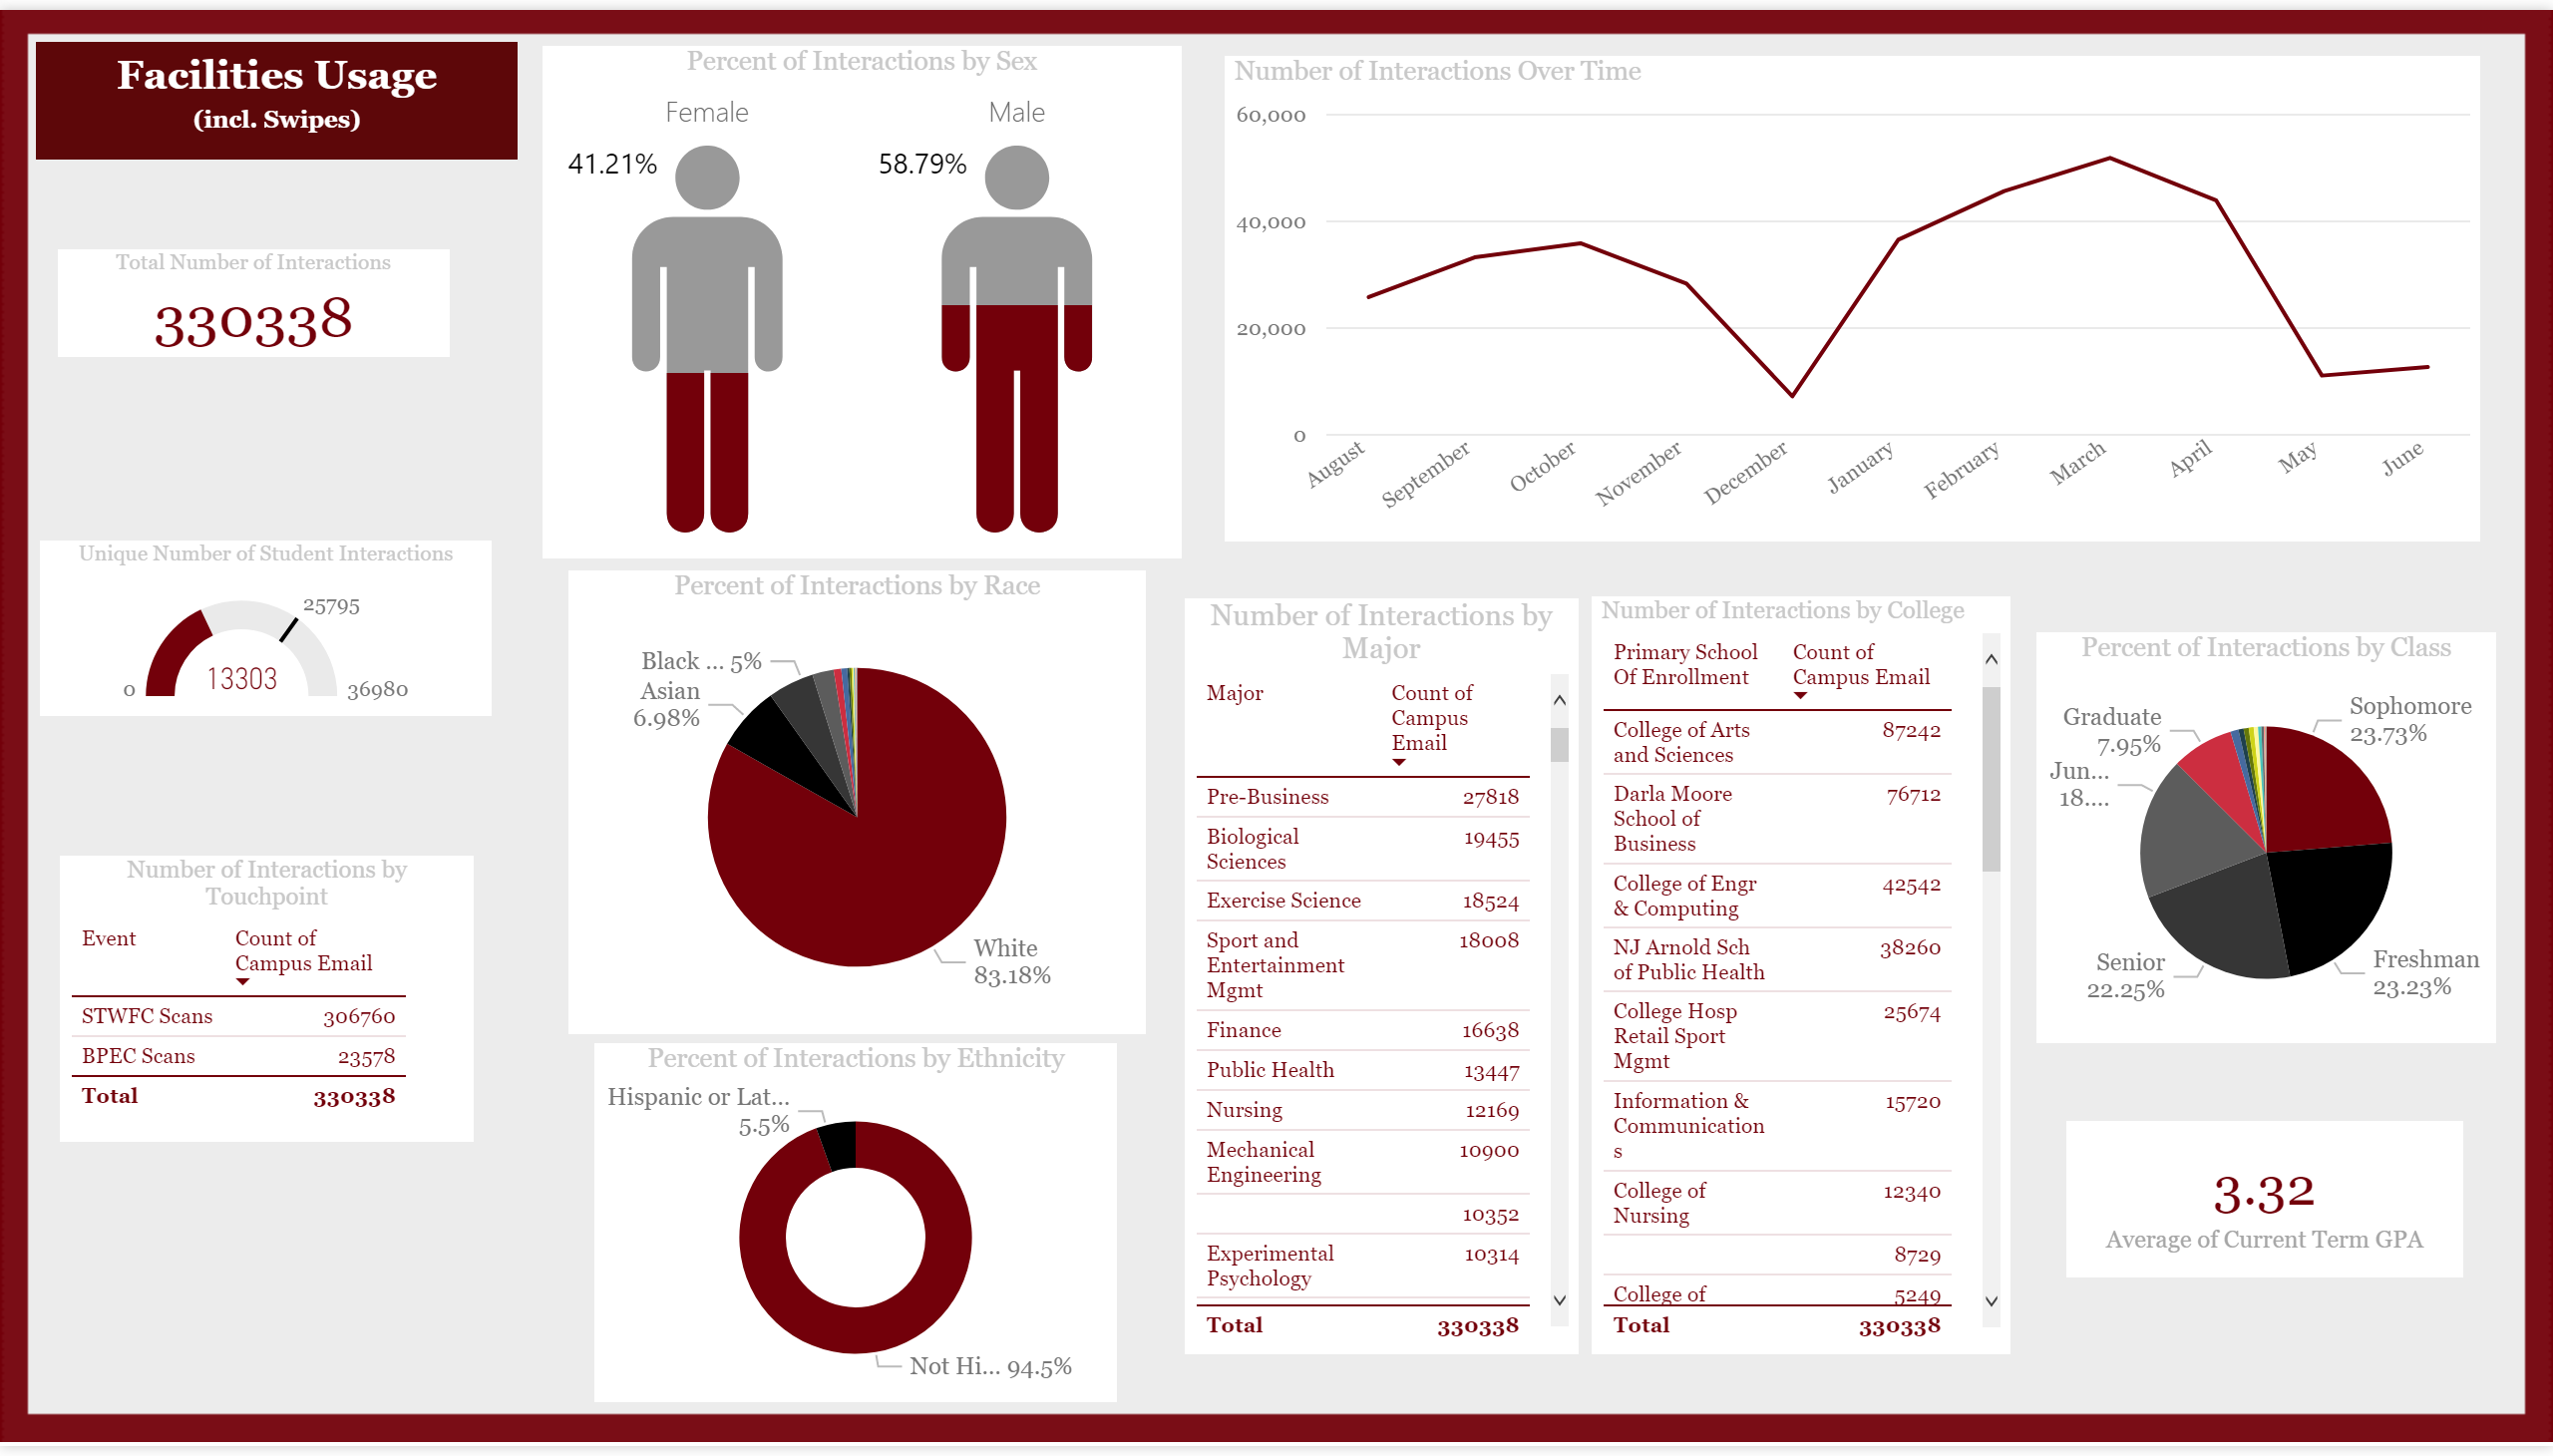 Facilities Usage
(incl. Swipes)
Total Number of Interactions
330338
Unique Number of Student Interactions
25795
13303
0
36980
Number of Interactions by
Touchpoint
Event
Count of
Campus Email
STWFC Scans 306760
BPEC Scans 23578
Total 330338
Percent of Interactions by Sex
Female
Male
41.21%
58.79%
Percent of Interactions by Race
Black ... 5%
Asian
6.98%
White
83.18%
Percent of Interactions by Ethnicity
Hispanic or Lat...
5.5%
Not Hi... 94.5%
Number of Interactions Over Time
60,000
40,000
20,000
0
August
September
October
November
December
January
February
March
April
May
June
Number of Interactions by
Major
Major
Count of
Campus
Email
Pre-Business 27818
Biological 19455
Sciences
Exercise Science 18524
Sport and 18008
Entertainment
Mgmt
Finance 16638
Public Health 13447
Nursing 12169
Mechanical 10900
Engineering
10352
Experimental 10314
Psychology
Total 330338
Number of Interactions by College
Primary School
Of Enrollment
Count of
Campus Email
College of Arts 87242
and Sciences
Darla Moore 76712
School of
Business
College of Engr 42542
& Computing
NJ Arnold Sch 38260
of Public Health
College Hosp 25674
Retail Sport
Mgmt
Information & 15720
Communication
s
College of 12340
Nursing
8729
College of 5249
Total 330338
Percent of Interactions by Class
Sophomore
23.73%
Graduate
7.95%
Jun...
18....
Senior
22.25%
Freshman
23.23%
3.32
Average of Current Term GPA